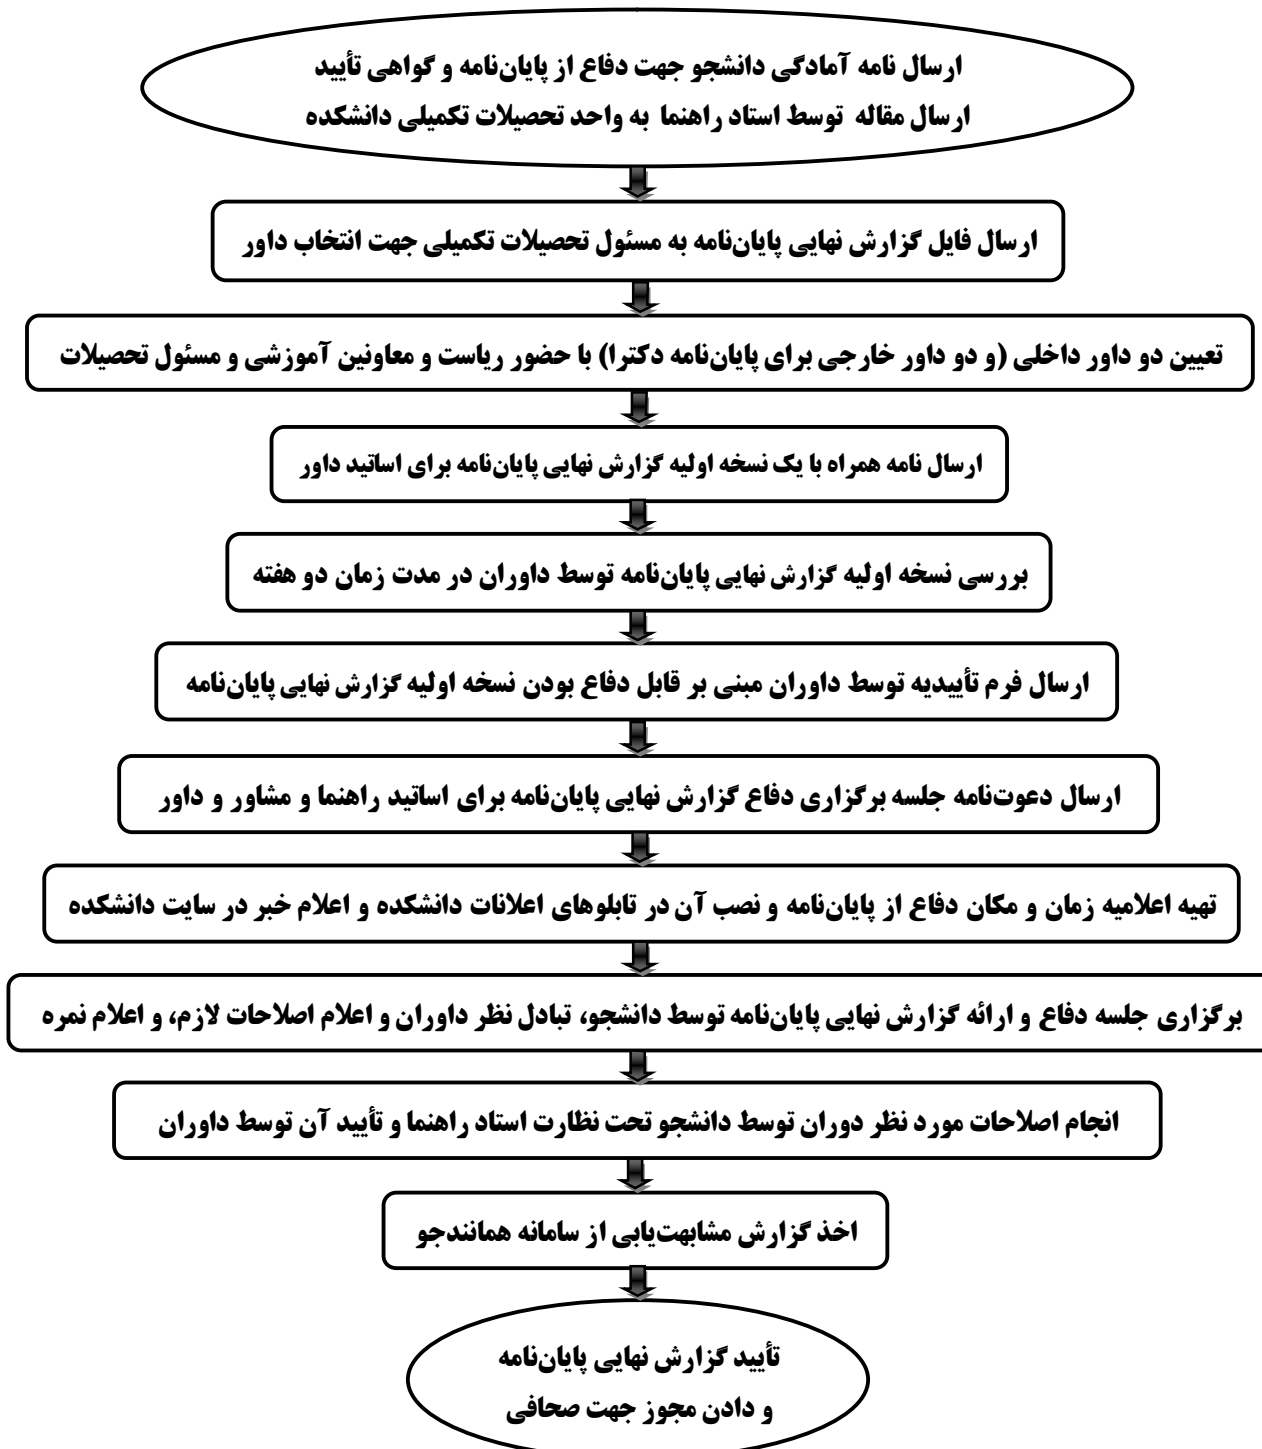 ارسال نامه آمادگی دانشجو جهت دفاع از پایان‌نامه و گواهی تأیید
ارسال مقاله توسط استاد راهنما به واحد تحصیلات تکمیلی دانشکده
ارسال فایل گزارش نهایی پایان‌نامه به مسئول تحصیلات تکمیلی جهت انتخاب داور
تعیین دو داور داخلی (و دو داور خارجی برای پایان‌نامه دکترا) با حضور ریاست و معاونین آموزشی و مسئول تحصیلات
ارسال نامه همراه با یک نسخه اولیه گزارش نهایی پایان‌نامه برای اساتید داور
بررسی نسخه اولیه گزارش نهایی پایان‌نامه توسط داوران در مدت زمان دو هفته
ارسال فرم تأییدیه توسط داوران مبنی بر قابل دفاع بودن نسخه اولیه گزارش نهایی پایان‌نامه
ارسال دعوت‌نامه جلسه برگزاری دفاع گزارش نهایی پایان‌نامه برای اساتید راهنما و مشاور و داور
تهیه اعلامیه زمان و مکان دفاع از پایان‌نامه و نصب آن در تابلوهای اعلانات دانشکده و اعلام خبر در سایت دانشکده
برگزاری جلسه دفاع و ارائه گزارش نهایی پایان‌نامه توسط دانشجو، تبادل نظر داوران و اعلام اصلاحات لازم، و اعلام نمره
انجام اصلاحات مورد نظر دوران توسط دانشجو تحت نظارت استاد راهنما و تأیید آن توسط داوران
اخذ گزارش مشابهت‌یابی از سامانه همانندجو
تأیید گزارش نهایی پایان‌نامه
و دادن مجوز جهت صحافی